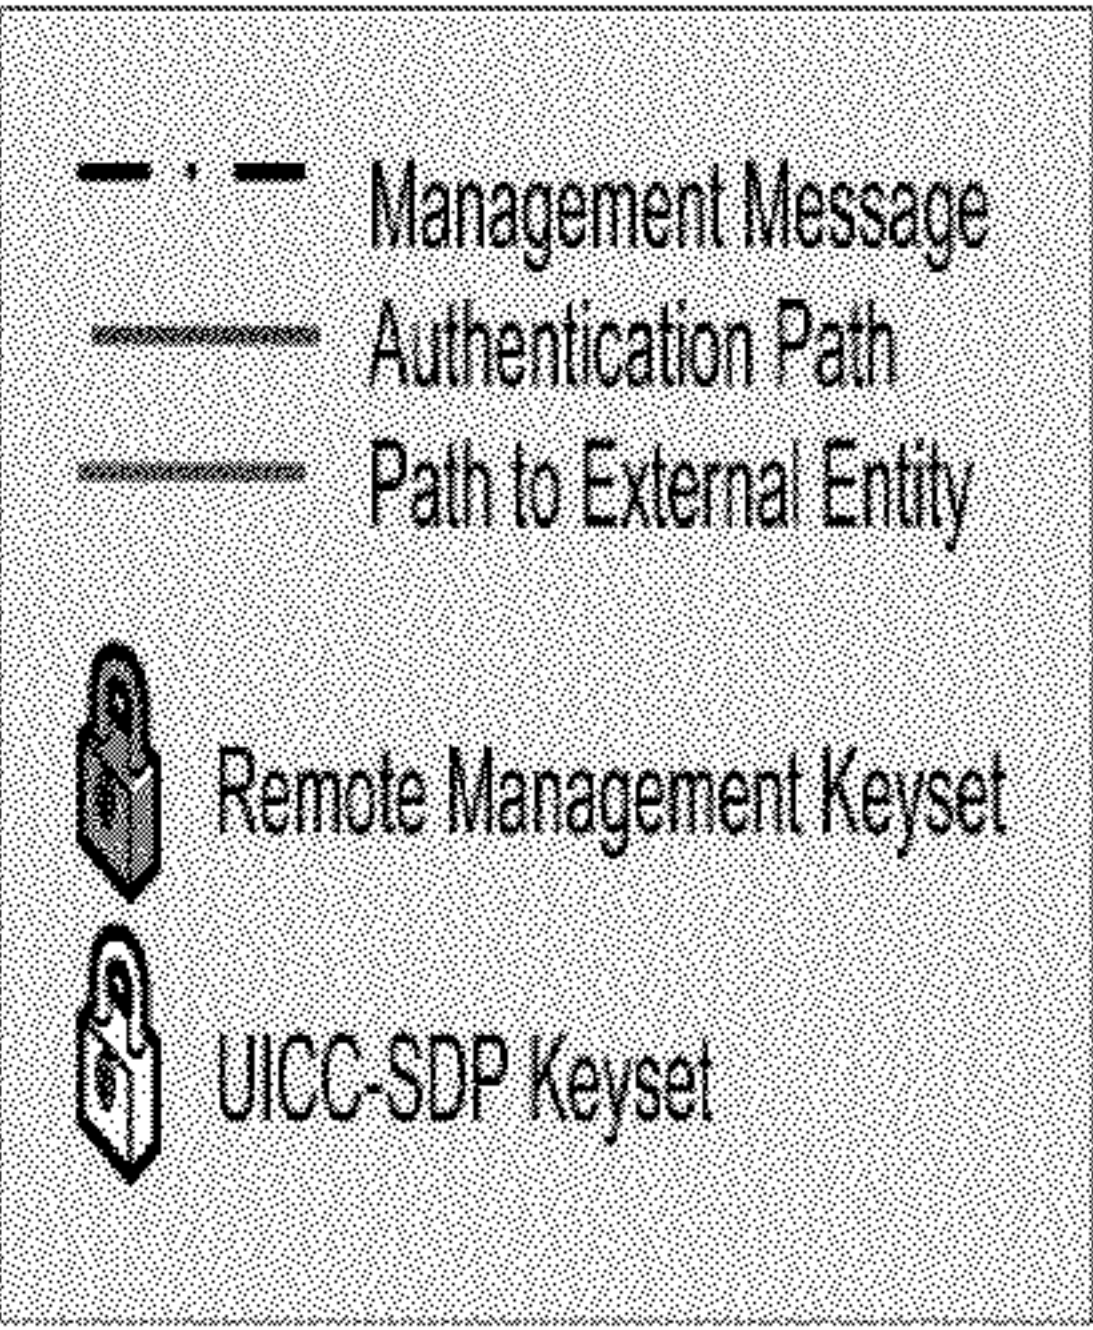 Management Message
Authentication Path
Path to External Entity
Remote Management Keyset
UICC-SDP Keyset